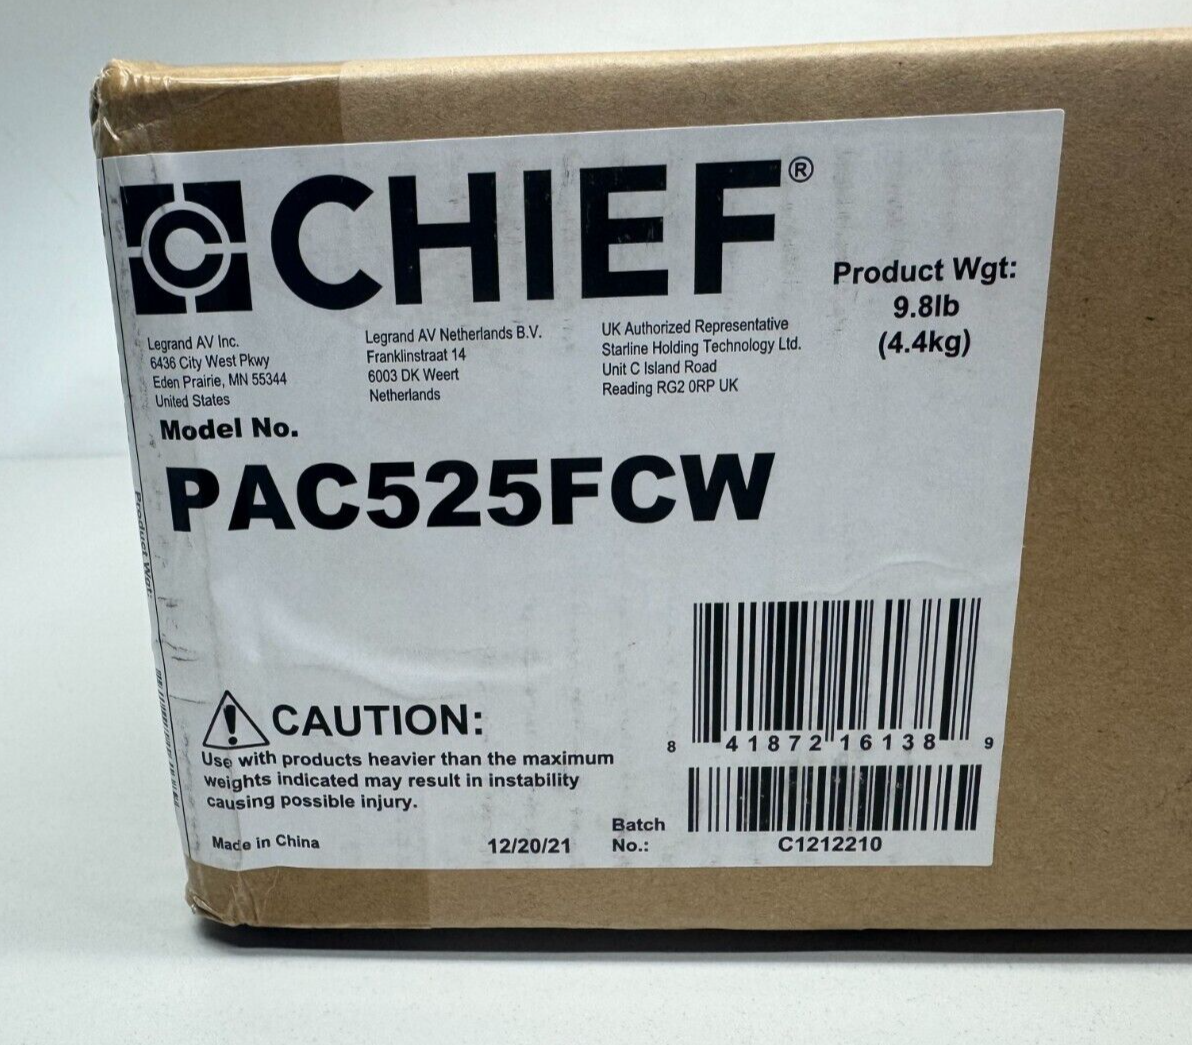 CHIEF®
Product Wgt:
9.8lb
(4.4kg)
Legrand AV Inc.
6436 City West Pkwy
Eden Prairie, MN 55344
United States
Legrand AV Netherlands B.V.
Franklinstraat 14
6003 DK Weert
Netherlands
UK Authorized Representative
Starline Holding Technology Ltd.
Unit C Island Road
Reading RG2 0RP UK
Model No.
PAC525FCW
Product Wgt:
CAUTION:
Use with products heavier than the maximum
weights indicated may result in instability
causing possible injury.
Made in China
12/20/21
8 41872 16138 9
Batch
No.:
C1212210